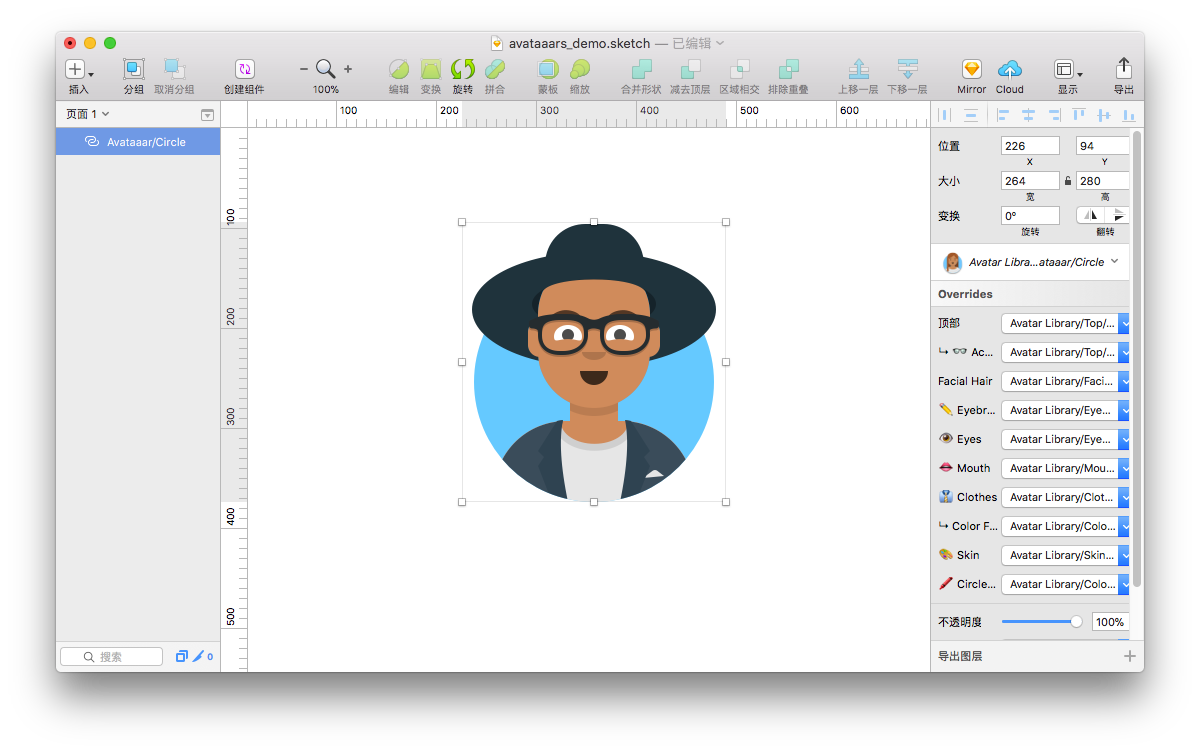 avataaars_demo.sketch — 已编辑
插入
分组
取消分组
创建组件
100%
编辑
变换
旋转
拼合
蒙板
缩放
合并形状
减去顶层
区域相交
排除重叠
上移一层
下移一层
Mirror
Cloud
显示
导出
页面 1
100
200
300
400
500
600
Avataaar/Circle
100
200
300
400
500
位置
226
94
X
Y
大小
264
280
宽
高
变换
0°
旋转
翻转
Avatar Libra...ataaar/Circle
Overrides
顶部 Avatar Library/Top/...
Ac... Avatar Library/Top/...
Facial Hair Avatar Library/Faci...
Eyebr... Avatar Library/Eye...
Eyes Avatar Library/Eye...
Mouth Avatar Library/Mou...
Clothes Avatar Library/Clot...
Color F... Avatar Library/Colo...
Skin Avatar Library/Skin...
Circle... Avatar Library/Colo...
不透明度 100%
搜索
0
导出图层